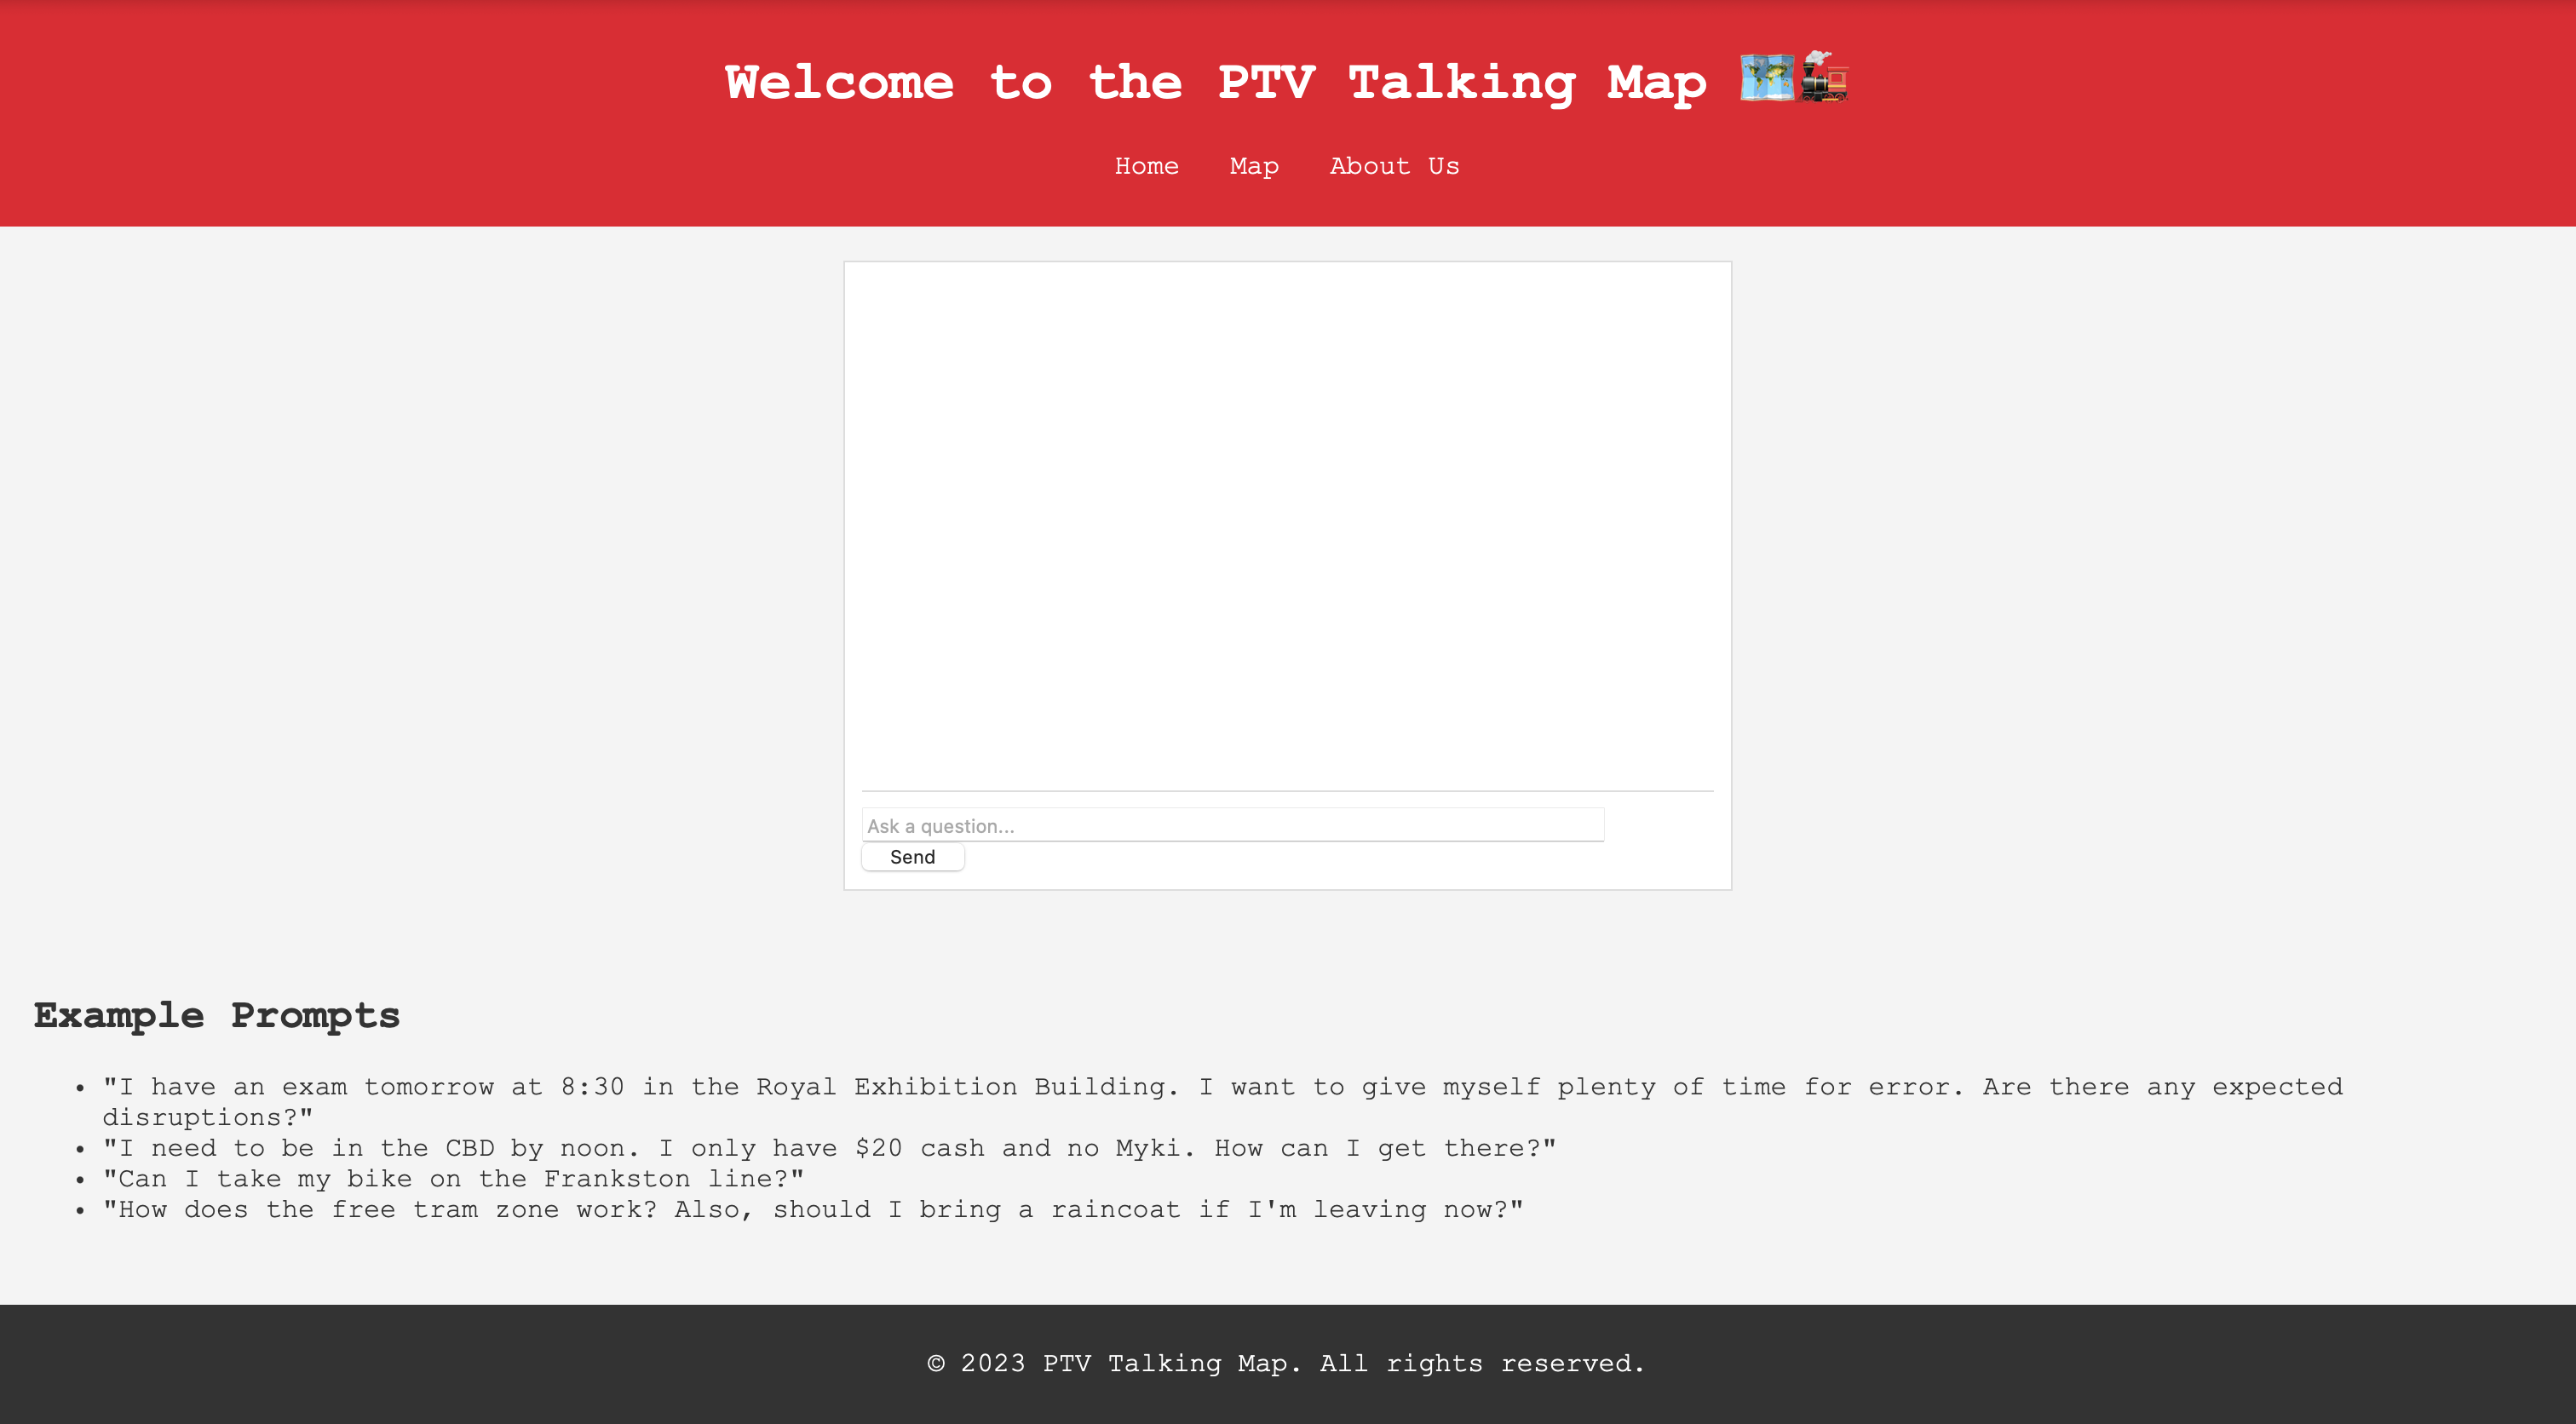 Welcome to the PTV Talking Map
Home Map About Us
Ask a question...
Send
Example Prompts
• "I have an exam tomorrow at 8:30 in the Royal Exhibition Building. I want to give myself plenty of time for error. Are there any expected
disruptions?"
• "I need to be in the CBD by noon. I only have $20 cash and no Myki. How can I get there?"
• "Can I take my bike on the Frankston line?"
• "How does the free tram zone work? Also, should I bring a raincoat if I'm leaving now?"
© 2023 PTV Talking Map. All rights reserved.